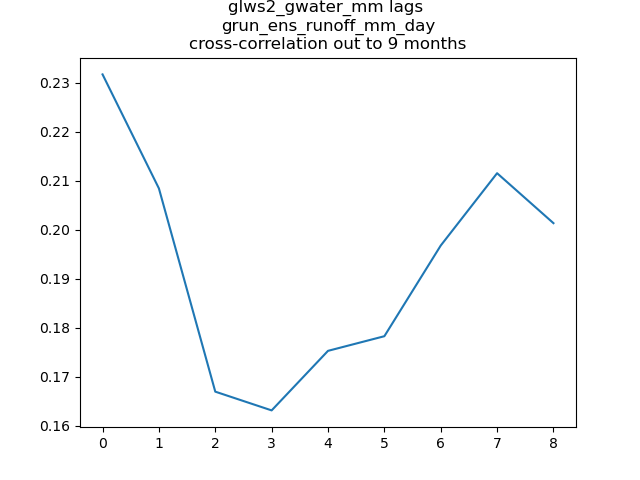 glws2_gwater_mm lags
grun_ens_runoff_mm_day
cross-correlation out to 9 months
0.23
0.22
0.21
0.20
0.19
0.18
0.17
0.16
0 1 2 3 4 5 6 7 8